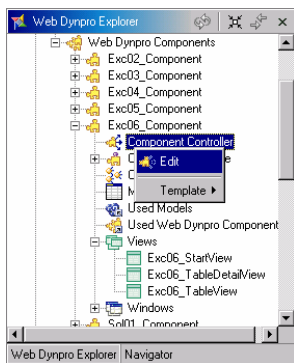 Web Dynpro Explorer
Web Dynpro Components
Exc02_Component
Exc03_Component
Exc04_Component
Exc05_Component
Exc06_Component
Component Controller
C
Edit
e
C
M
Template
Used Models
Used Web Dynpro Component
Views
Exc06_StartView
Exc06_TableDetailView
Exc06_TableView
Windows
Sol01_Component
Web Dynpro Explorer
Navigator